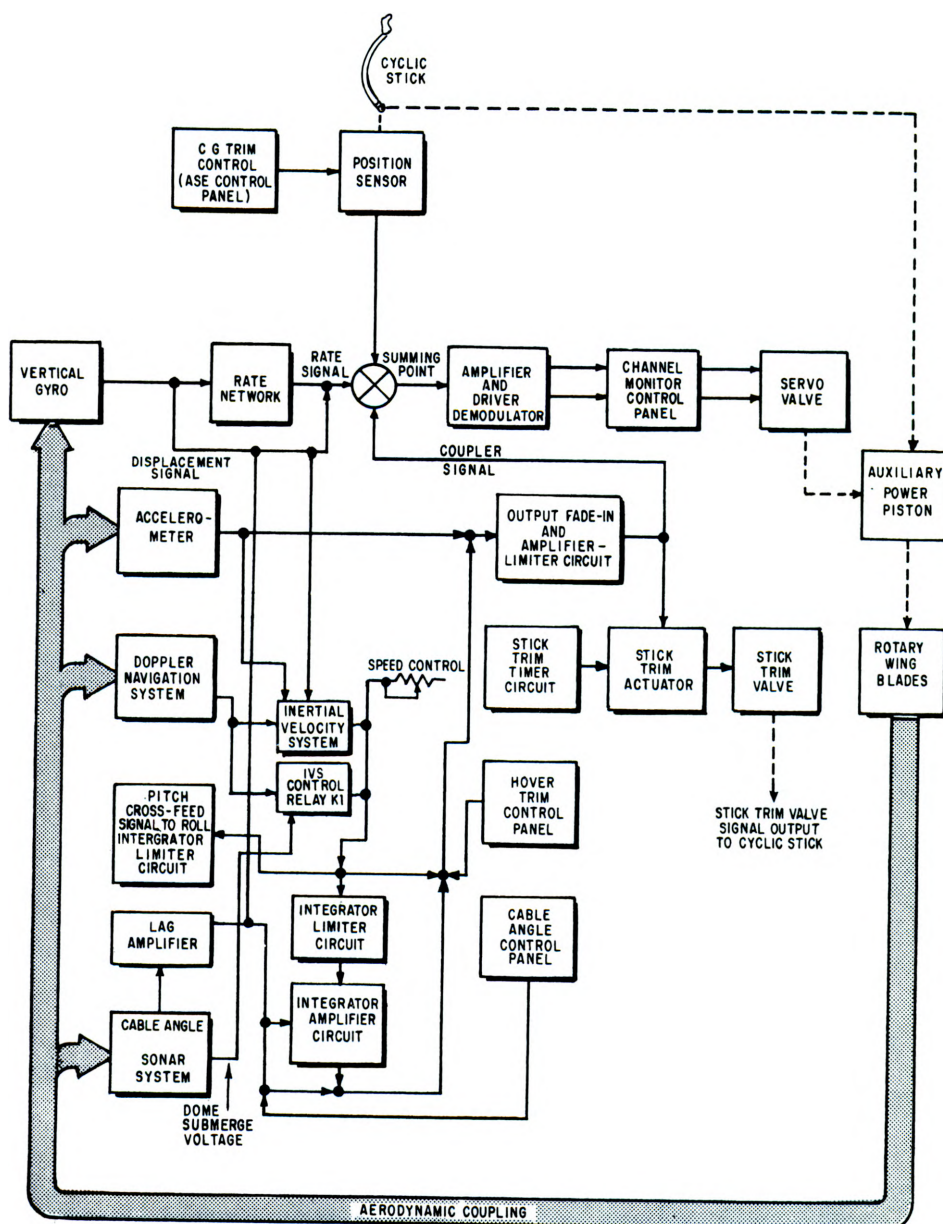 CYCLIC
STICK
C G TRIM
CONTROL
(ASE CONTROL
PANEL)
POSITION
SENSOR
VERTICAL
GYRO
RATE
NETWORK
RATE
SIGNAL
SUMMING
POINT
AMPLIFIER
AND
DRIVER
DEMODULATOR
CHANNEL
MONITOR
CONTROL
PANEL
SERVO
VALVE
DISPLACEMENT
SIGNAL
COUPLER
SIGNAL
AUXILIARY
POWER
PISTON
ACCELERO-
METER
OUTPUT FADE-IN
AND
AMPLIFIER-
LIMITER CIRCUIT
DOPPLER
NAVIGATION
SYSTEM
SPEED CONTROL
INERTIAL
VELOCITY
SYSTEM
STICK
TRIM
TIMER
CIRCUIT
STICK
TRIM
ACTUATOR
STICK
TRIM
VALVE
ROTARY
WING
BLADES
IVS
CONTROL
RELAY K1
PITCH
CROSS-FEED
SIGNAL TO ROLL
INTERGRATOR
LIMITER
CIRCUIT
HOVER
TRIM
CONTROL
PANEL
STICK TRIM VALVE
SIGNAL OUTPUT
TO CYCLIC STICK
LAG
AMPLIFIER
INTEGRATOR
LIMITER
CIRCUIT
CABLE
ANGLE
CONTROL
PANEL
CABLE ANGLE
SONAR
SYSTEM
INTEGRATOR
AMPLIFIER
CIRCUIT
DOME
SUBMERGE
VOLTAGE
AERODYNAMIC COUPLING